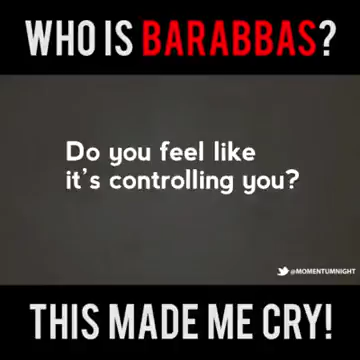 WHO IS BARABBAS?
Do you feel like
it's controlling you?
@MOMENTUMNIGHT
THIS MADE ME CRY!